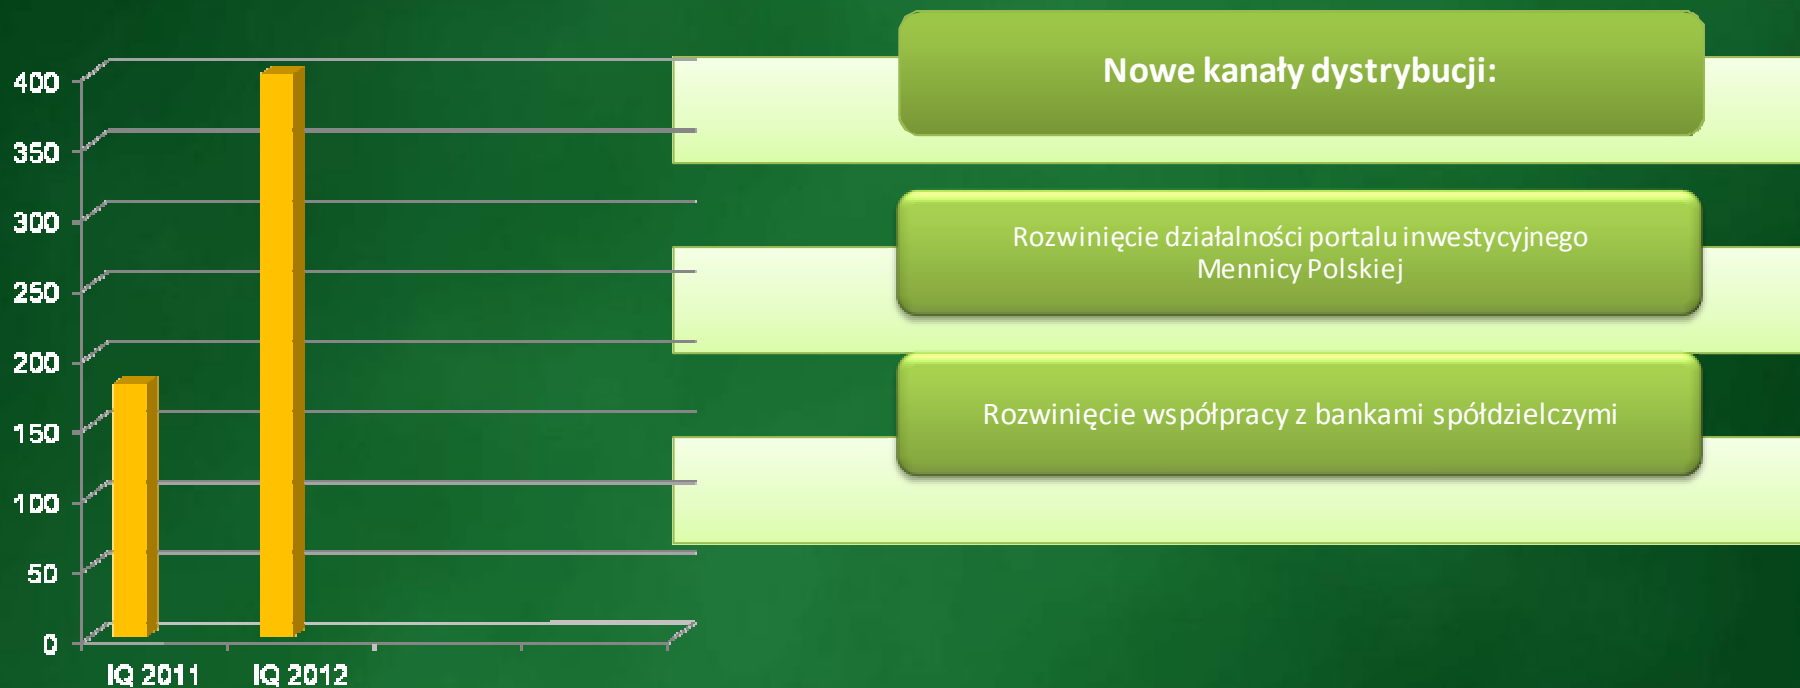 400
350
300
250
200
150
100
50
0
IQ 2011
IQ 2012
Nowe kanały dystrybucji:
Rozwinięcie działalności portalu inwestycyjnego
Mennicy Polskiej
Rozwinięcie współpracy z bankami spółdzielczymi